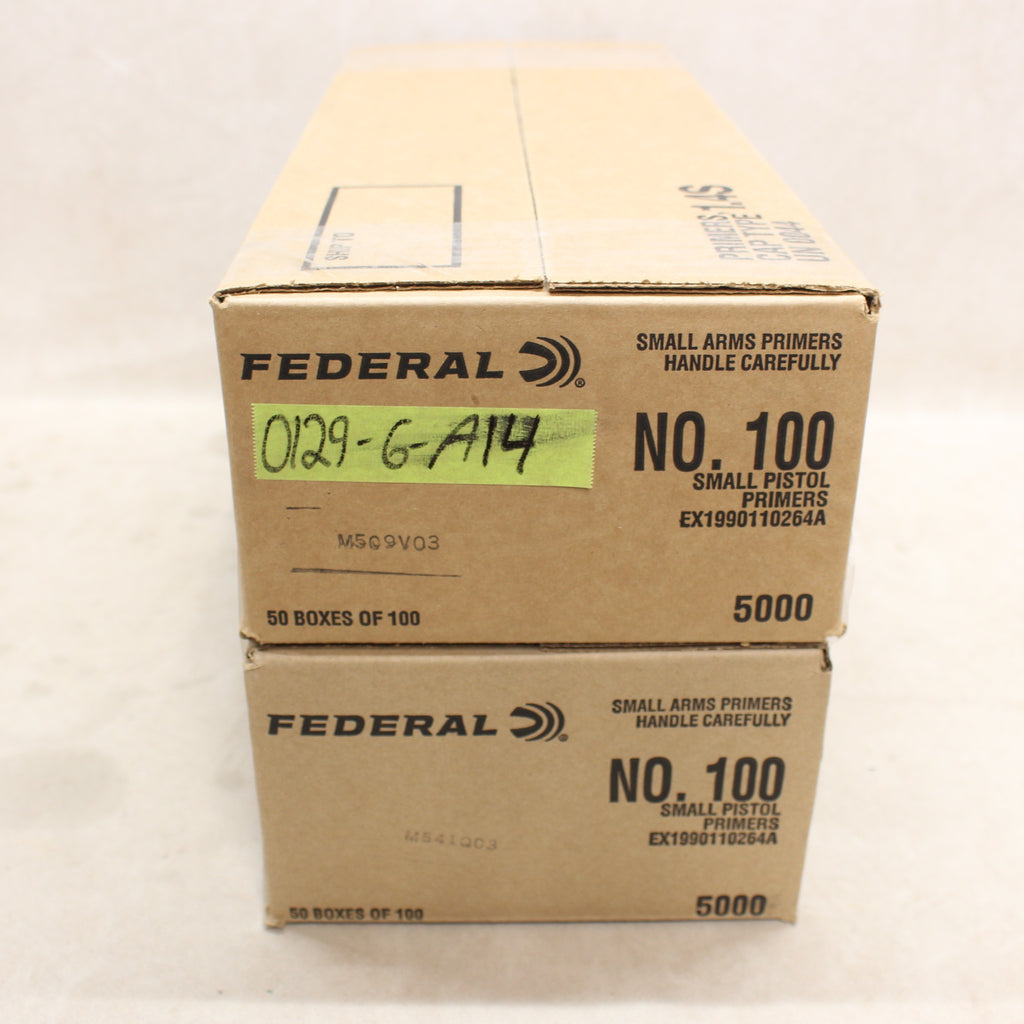 SHIP TO
PRIMERS-1.4S
CAP TYPE
UN 0044
FEDERAL
®
SMALL ARMS PRIMERS
HANDLE CAREFULLY
0129-G-A14
NO. 100
SMALL PISTOL
PRIMERS
EX1990110264A
M509V03
50 BOXES OF 100
5000
FEDERAL
®
SMALL ARMS PRIMERS
HANDLE CAREFULLY
NO. 100
SMALL PISTOL
PRIMERS
EX1990110264A
M541Q03
50 BOXES OF 100
5000